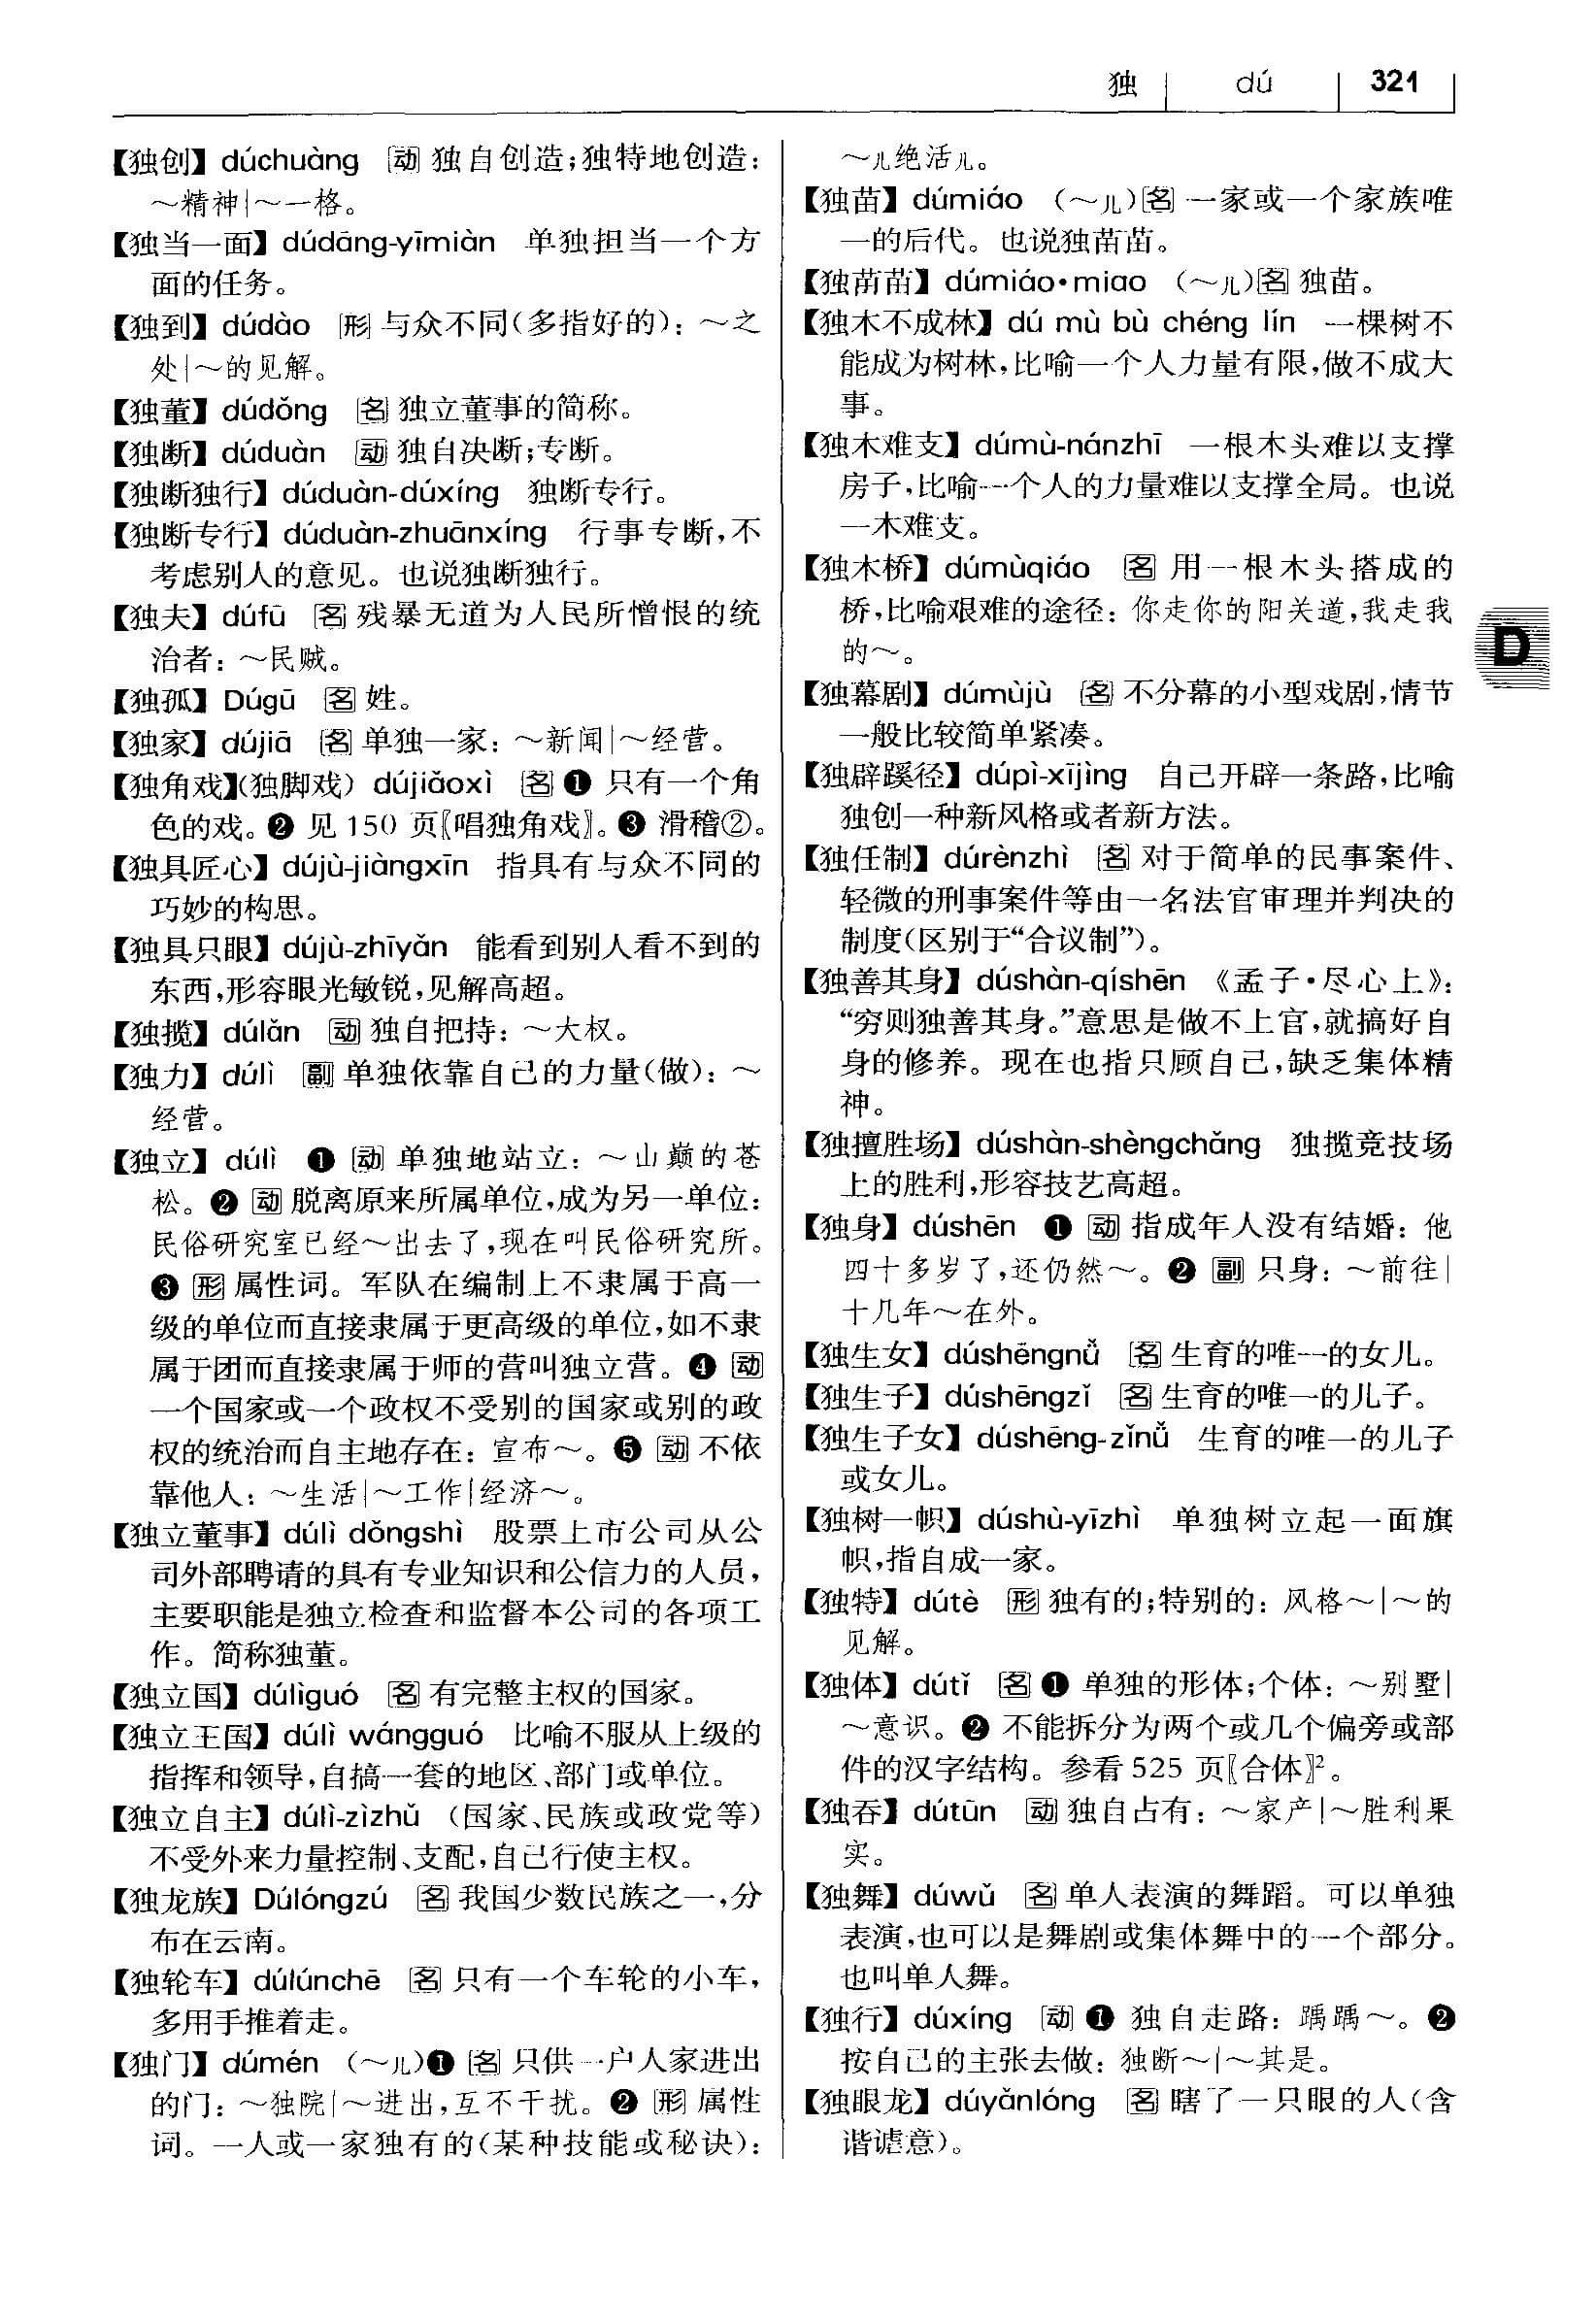 独 dú 321
【独创】 dúchuàng 动 独自创造；独特地创造：
～精神|～一格。
【独当一面】 dúdāng-yīmiàn 单独担当一个方
面的任务。
【独到】 dúdào 形 与众不同（多指好的）：～之
处|～的见解。
【独董】 dúdǒng 名 独立董事的简称。
【独断】 dúduàn 动 独自决断；专断。
【独断独行】 dúduàn-dúxíng 独断专行。
【独断专行】 dúduàn-zhuānxíng 行事专断，不
考虑别人的意见。也说独断独行。
【独夫】 dúfū 名 残暴无道为人民所憎恨的统
治者：～民贼。
【独孤】 Dúgū 名 姓。
【独家】 dújiā 名 单独一家：～新闻|～经营。
【独角戏】（独脚戏） dújiǎoxì 名 ❶ 只有一个角
色的戏。❷ 见 150 页〖唱独角戏〗。❸ 滑稽②。
【独具匠心】 dújù-jiàngxīn 指具有与众不同的
巧妙的构思。
【独具只眼】 dújù-zhīyǎn 能看到别人看不到的
东西，形容眼光敏锐，见解高超。
【独揽】 dúlǎn 动 独自把持：～大权。
【独力】 dúlì 副 单独依靠自己的力量（做）：～
经营。
【独立】 dúlì ❶ 动 单独地站立：～山巅的苍
松。❷ 动 脱离原来所属单位，成为另一单位：
民俗研究室已经～出去了，现在叫民俗研究所。
❸ 形 属性词。军队在编制上不隶属于高一
级的单位而直接隶属于更高级的单位，如不隶
属于团而直接隶属于师的营叫独立营。❹ 动
一个国家或一个政权不受别的国家或别的政
权的统治而自主地存在：宣布～。❺ 动 不依
靠他人：～生活|～工作|经济～。
【独立董事】 dúlì dǒngshì 股票上市公司从公
司外部聘请的具有专业知识和公信力的人员，
主要职能是独立检查和监督本公司的各项工
作。简称独董。
【独立国】 dúlìguó 名 有完整主权的国家。
【独立王国】 dúlì wángguó 比喻不服从上级的
指挥和领导，自搞一套的地区、部门或单位。
【独立自主】 dúlì-zìzhǔ （国家、民族或政党等）
不受外来力量控制、支配，自己行使主权。
【独龙族】 Dúlóngzú 名 我国少数民族之一，分
布在云南。
【独轮车】 dúlúnchē 名 只有一个车轮的小车，
多用手推着走。
【独门】 dúmén （～儿）❶ 名 只供一户人家进出
的门：～独院|～进出，互不干扰。❷ 形 属性
词。一人或一家独有的（某种技能或秘诀）：
～儿绝活儿。
【独苗】 dúmiáo （～儿）名 一家或一个家族唯
一的后代。也说独苗苗。
【独苗苗】 dúmiáo•miao （～儿）名 独苗。
【独木不成林】 dú mù bù chéng lín 一棵树不
能成为树林，比喻一个人力量有限，做不成大
事。
【独木难支】 dúmù-nánzhī 一根木头难以支撑
房子，比喻一个人的力量难以支撑全局。也说
一木难支。
【独木桥】 dúmùqiáo 名 用一根木头搭成的
桥，比喻艰难的途径：你走你的阳关道，我走我
的～。
D
【独幕剧】 dúmùjù 名 不分幕的小型戏剧，情节
一般比较简单紧凑。
【独辟蹊径】 dúpì-xījìng 自己开辟一条路，比喻
独创一种新风格或者新方法。
【独任制】 dúrènzhì 名 对于简单的民事案件、
轻微的刑事案件等由一名法官审理并判决的
制度（区别于“合议制”）。
【独善其身】 dúshàn-qíshēn 《孟子·尽心上》：
“穷则独善其身。”意思是做不上官，就搞好自
身的修养。现在也指只顾自己，缺乏集体精
神。
【独擅胜场】 dúshàn-shèngchǎng 独揽竞技场
上的胜利，形容技艺高超。
【独身】 dúshēn ❶ 动 指成年人没有结婚：他
四十多岁了，还仍然～。❷ 副 只身：～前往|
十几年～在外。
【独生女】 dúshēngnǚ 名 生育的唯一的女儿。
【独生子】 dúshēngzǐ 名 生育的唯一的儿子。
【独生子女】 dúshēng-zǐnǚ 生育的唯一的儿子
或女儿。
【独树一帜】 dúshù-yīzhì 单独树立起一面旗
帜，指自成一家。
【独特】 dútè 形 独有的；特别的：风格～|～的
见解。
【独体】 dútǐ 名 ❶ 单独的形体；个体：～别墅|
～意识。❷ 不能拆分为两个或几个偏旁或部
件的汉字结构。参看 525 页〖合体〗²。
【独吞】 dútūn 动 独自占有：～家产|～胜利果
实。
【独舞】 dúwǔ 名 单人表演的舞蹈。可以单独
表演，也可以是舞剧或集体舞中的一个部分。
也叫单人舞。
【独行】 dúxíng 动 ❶ 独自走路：踽踽～。❷
按自己的主张去做：独断～|～其是。
【独眼龙】 dúyǎnlóng 名 瞎了一只眼的人（含
谐谑意）。